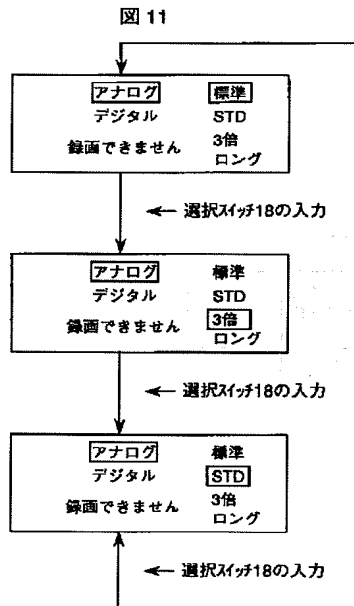 図 11
アナログ 標準
デジタル STD
録画できません 3倍
ロング
← 選択スイッチ18の入力
アナログ 標準
デジタル STD
録画できません 3倍
ロング
← 選択スイッチ18の入力
アナログ 標準
デジタル STD
録画できません 3倍
ロング
← 選択スイッチ18の入力